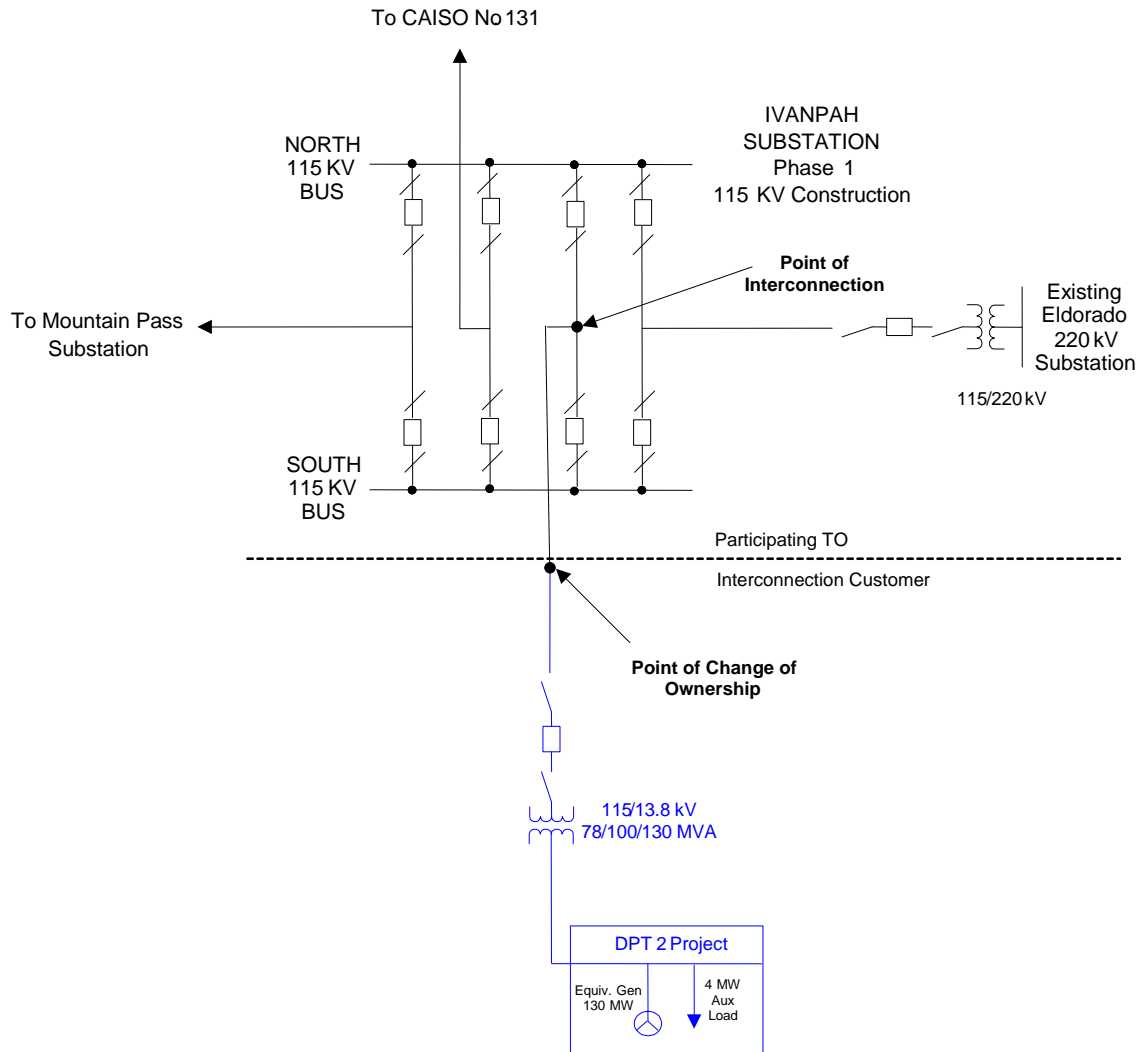 To CAISO No 131
NORTH
115 KV
BUS
IVANPAH
SUBSTATION
Phase 1
115 KV Construction
Point of
Interconnection
To Mountain Pass
Substation
Existing
Eldorado
220 kV
Substation
115/220 kV
SOUTH
115 KV
BUS
Participating TO
Interconnection Customer
Point of Change of
Ownership
115/13.8 kV
78/100/130 MVA
DPT 2 Project
Equiv. Gen
130 MW
4 MW
Aux
Load